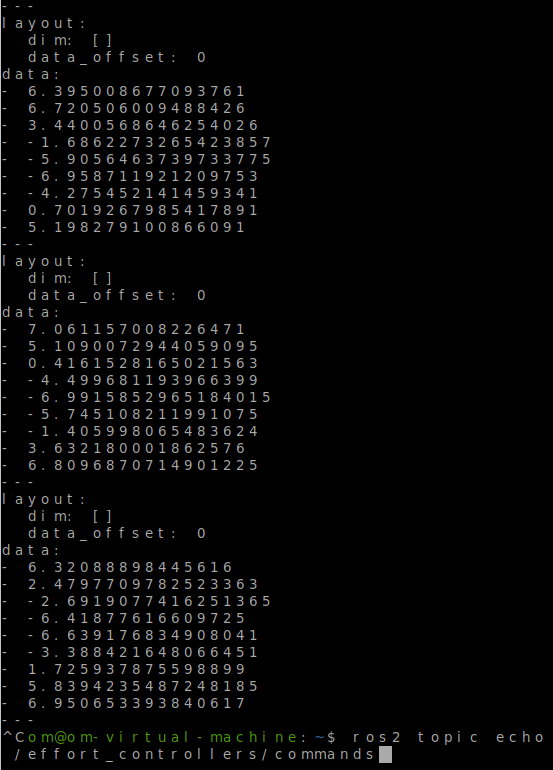 ---
layout:
  dim: []
  data_offset: 0
data:
- 6.395008677093761
- 6.720506009488426
- 3.4400568646254026
- -1.6862273265423857
- -5.9056463739733775
- -6.958711921209753
- -4.275452141459341
- 0.7019267985417891
- 5.198279100866091
---
layout:
  dim: []
  data_offset: 0
data:
- 7.061157008226471
- 5.1090072944059095
- 0.4161528165021563
- -4.499681193966399
- -6.9915852965184015
- -5.745108211991075
- -1.405998065483624
- 3.632180001862576
- 6.8096870714901225
---
layout:
  dim: []
  data_offset: 0
data:
- 6.32088898445616
- 2.4797709782523363
- -2.6919077416251365
- -6.41877616609725
- -6.639176834908041
- -3.388421648066451
- 1.725937875598899
- 5.8394235487248185
- 6.950653393840617
---
^Com@om-virtual-machine:~$ ros2 topic echo
/effort_controllers/commands